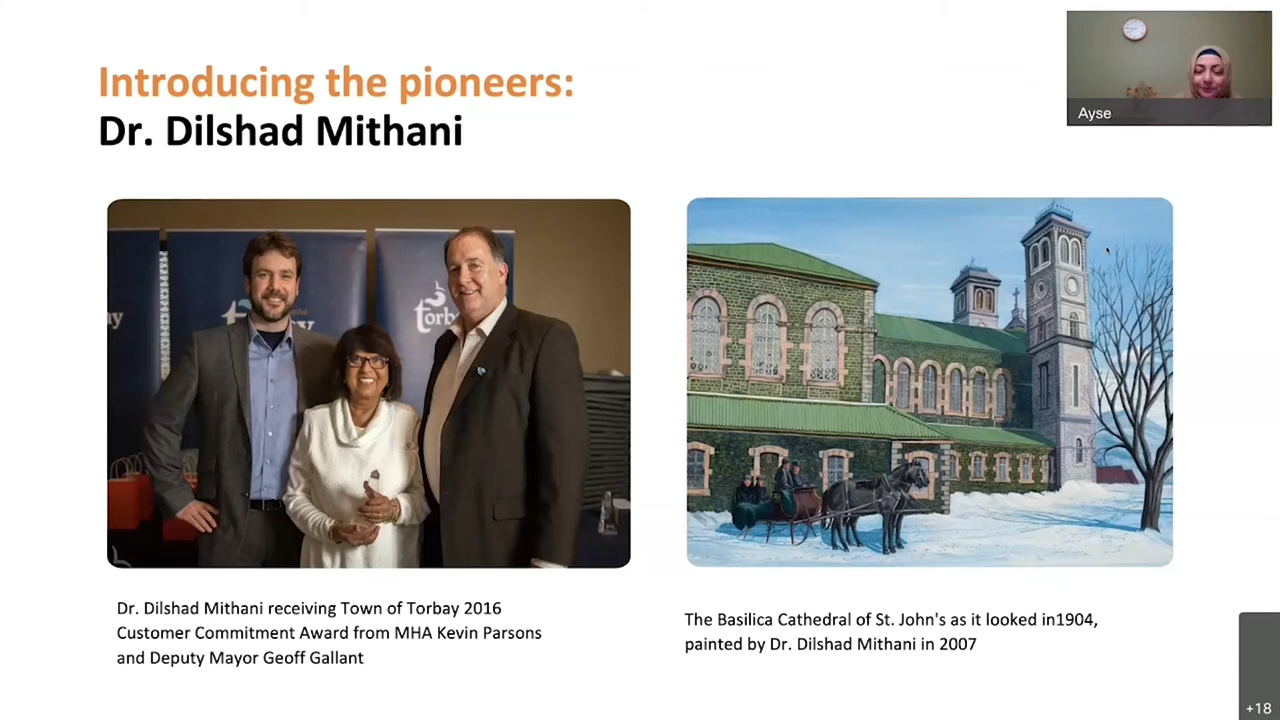 Introducing the pioneers:
Dr. Dilshad Mithani
Ayse
Torbay
Dr. Dilshad Mithani receiving Town of Torbay 2016
Customer Commitment Award from MHA Kevin Parsons
and Deputy Mayor Geoff Gallant
The Basilica Cathedral of St. John's as it looked in1904,
painted by Dr. Dilshad Mithani in 2007
+18